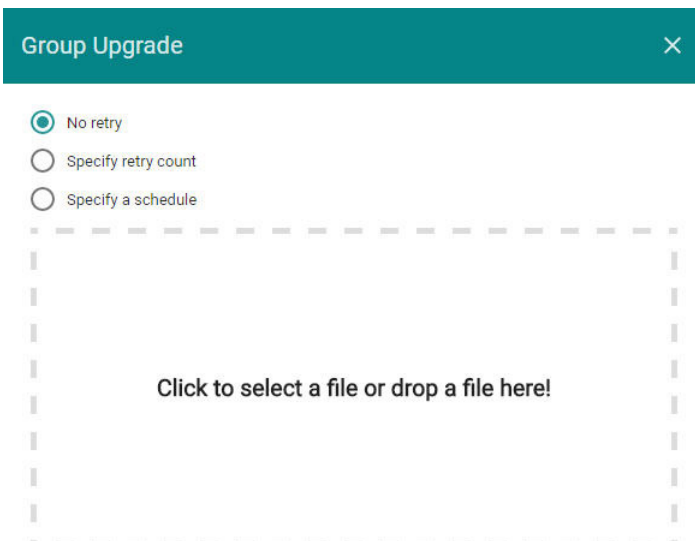 Group Upgrade
No retry
Specify retry count
Specify a schedule
Click to select a file or drop a file here!